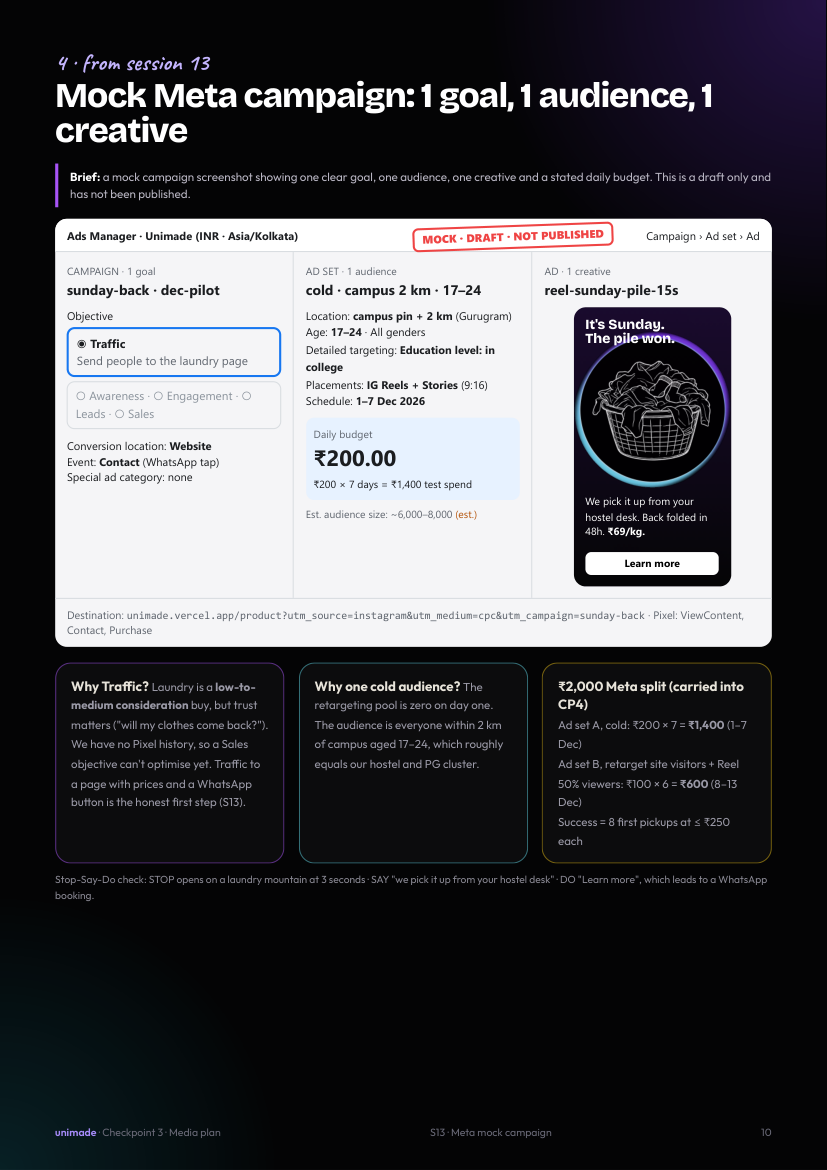 4 · from session 13
Mock Meta campaign: 1 goal, 1 audience, 1
creative
Brief: a mock campaign screenshot showing one clear goal, one audience, one creative and a stated daily budget. This is a draft only and
has not been published.
Ads Manager · Unimade (INR · Asia/Kolkata)
MOCK · DRAFT · NOT PUBLISHED
Campaign › Ad set › Ad
CAMPAIGN · 1 goal
sunday-back · dec-pilot
Objective
◉ Traffic
Send people to the laundry page
○ Awareness · ○ Engagement · ○
Leads · ○ Sales
Conversion location: Website
Event: Contact (WhatsApp tap)
Special ad category: none
AD SET · 1 audience
cold · campus 2 km · 17–24
Location: campus pin + 2 km (Gurugram)
Age: 17–24 · All genders
Detailed targeting: Education level: in
college
Placements: IG Reels + Stories (9:16)
Schedule: 1–7 Dec 2026
Daily budget
₹200.00
₹200 × 7 days = ₹1,400 test spend
Est. audience size: ~6,000–8,000 (est.)
AD · 1 creative
reel-sunday-pile-15s
It's Sunday.
The pile won.
We pick it up from your
hostel desk. Back folded in
48h. ₹69/kg.
Learn more
Destination: unimade.vercel.app/product?utm_source=instagram&utm_medium=cpc&utm_campaign=sunday-back · Pixel: ViewContent,
Contact, Purchase
Why Traffic? Laundry is a low-to-
medium consideration buy, but trust
matters ("will my clothes come back?").
We have no Pixel history, so a Sales
objective can't optimise yet. Traffic to
a page with prices and a WhatsApp
button is the honest first step (S13).
Why one cold audience? The
retargeting pool is zero on day one.
The audience is everyone within 2 km
of campus aged 17–24, which roughly
equals our hostel and PG cluster.
₹2,000 Meta split (carried into
CP4)
Ad set A, cold: ₹200 × 7 = ₹1,400 (1–7
Dec)
Ad set B, retarget site visitors + Reel
50% viewers: ₹100 × 6 = ₹600 (8–13
Dec)
Success = 8 first pickups at ≤ ₹250
each
Stop-Say-Do check: STOP opens on a laundry mountain at 3 seconds · SAY "we pick it up from your hostel desk" · DO "Learn more", which leads to a WhatsApp
booking.
unimade · Checkpoint 3 · Media plan
S13 · Meta mock campaign
10